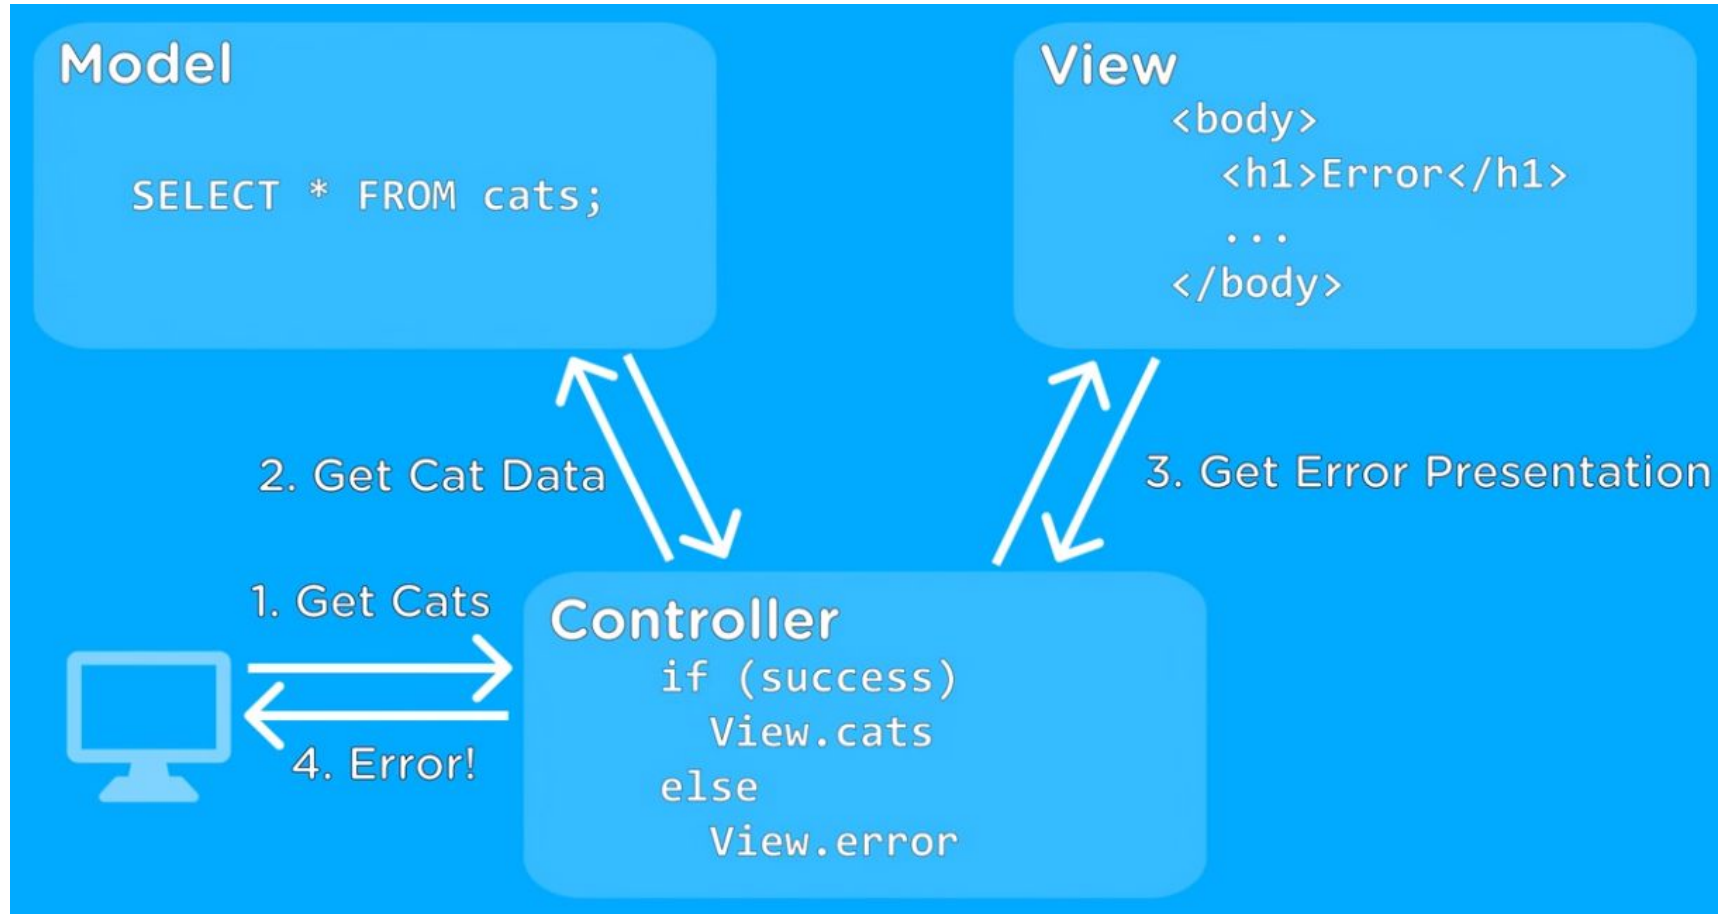 Model
SELECT * FROM cats;
View
<body>
<h1>Error</h1>
...
</body>
2. Get Cat Data
3. Get Error Presentation
1. Get Cats
4. Error!
Controller
if (success)
View.cats
else
View.error